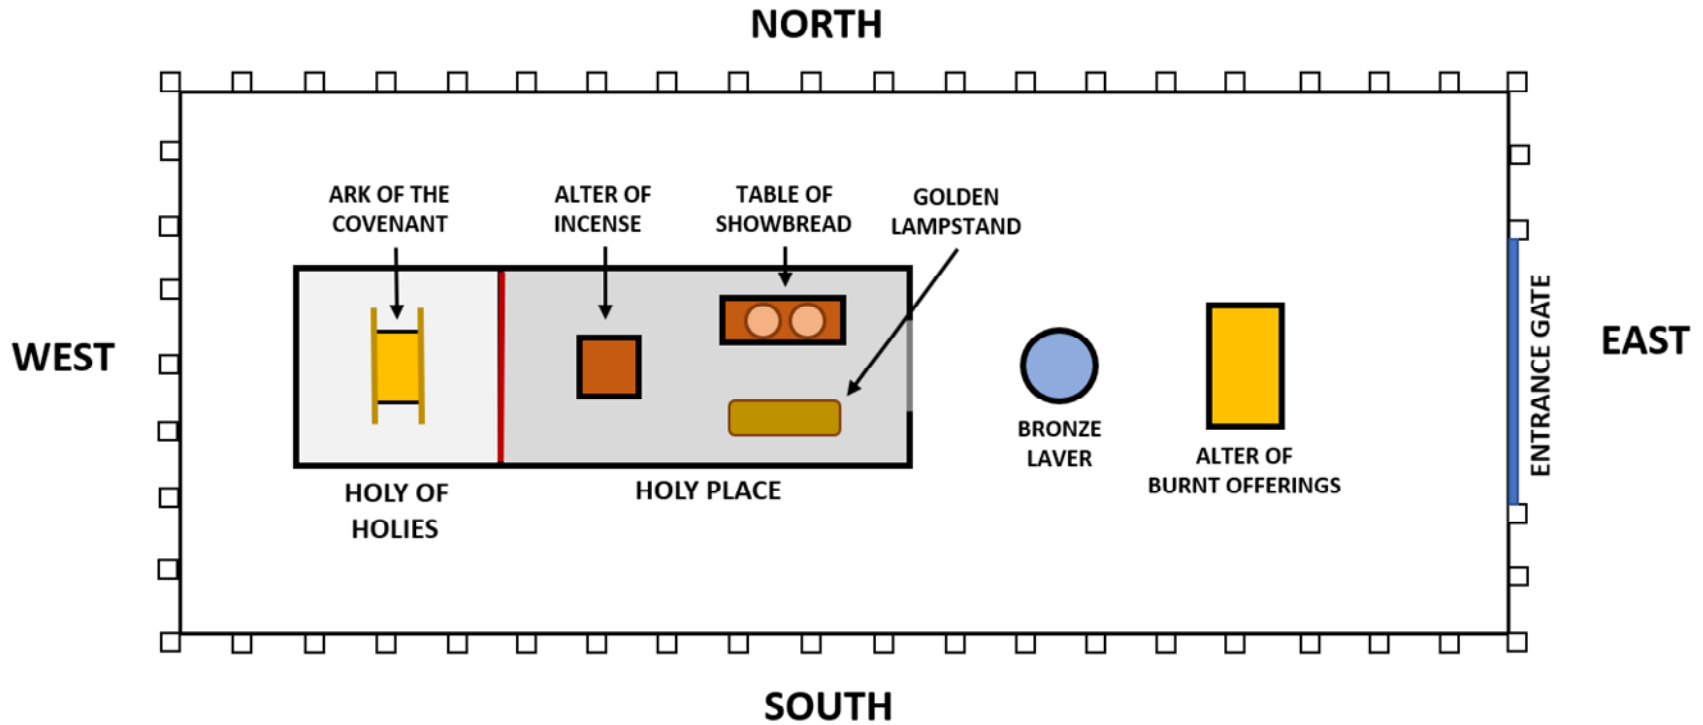 NORTH
ARK OF THE
COVENANT
ALTER OF
INCENSE
TABLE OF
SHOWBREAD
GOLDEN
LAMPSTAND
WEST
EAST
ENTRANCE GATE
BRONZE
LAVER
ALTER OF
BURNT OFFERINGS
HOLY OF
HOLIES
HOLY PLACE
SOUTH